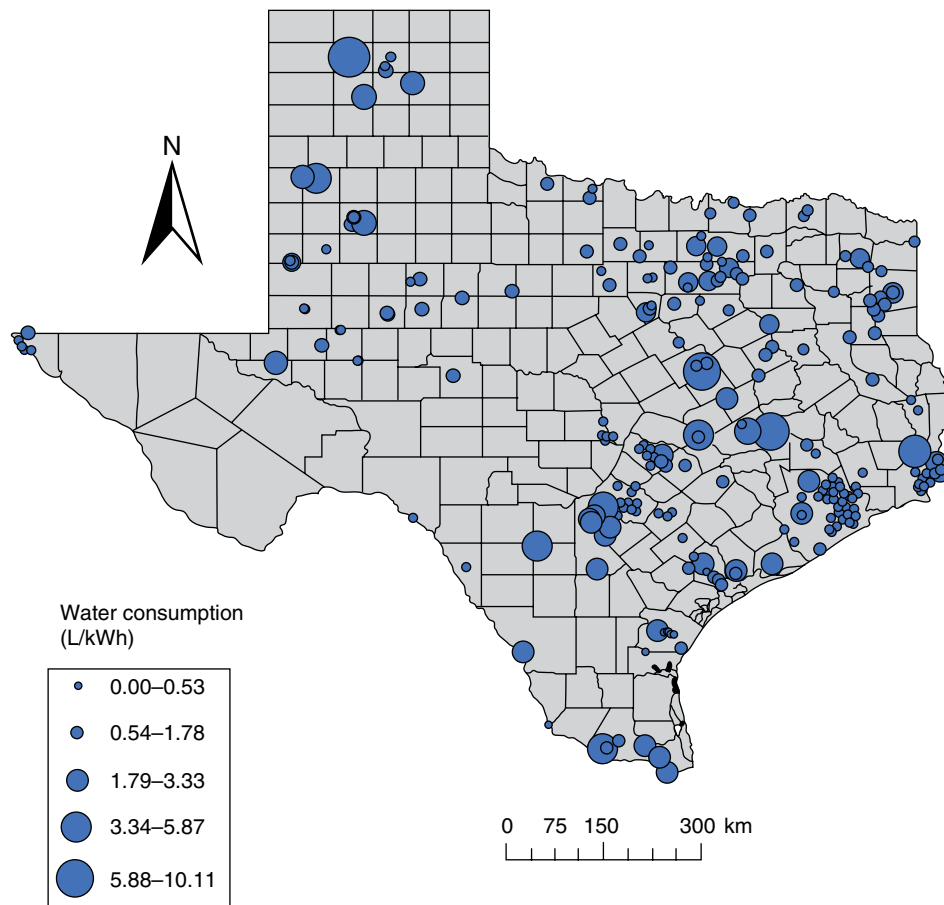 N
Water consumption
(L/kWh)
0.00–0.53
0.54–1.78
1.79–3.33
3.34–5.87
5.88–10.11
0 75 150 300 km